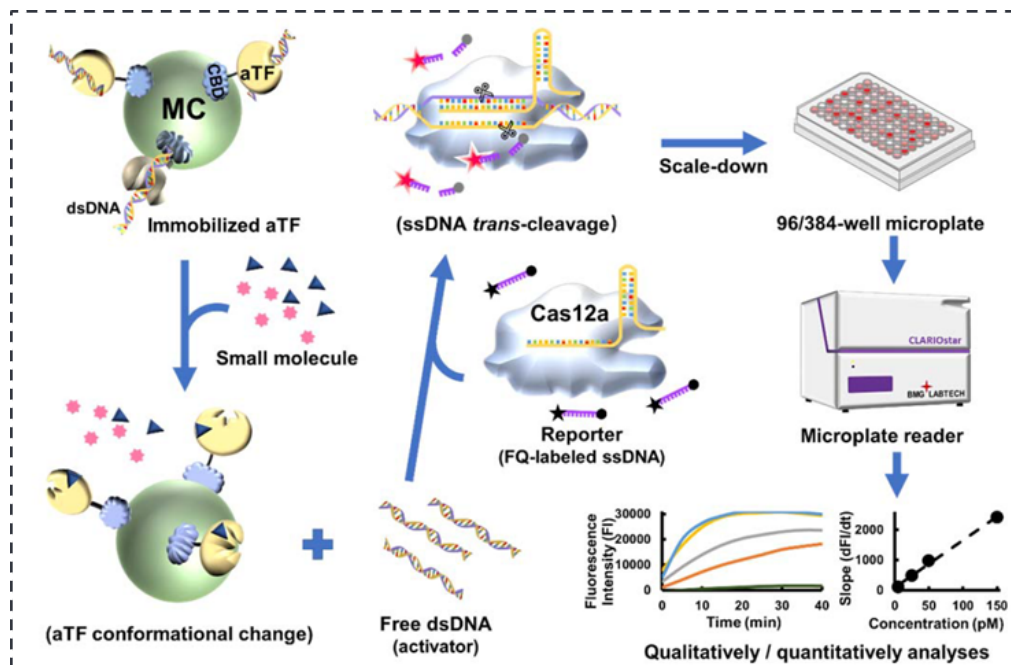 MC
CBD
aTF
dsDNA
Immobilized aTF
Small molecule
(aTF conformational change)
Free dsDNA
(activator)
(ssDNA trans-cleavage)
Cas12a
Reporter
(FQ-labeled ssDNA)
Scale-down
96/384-well microplate
CLARIOstar
BMG LABTECH
Microplate reader
Fluorescence
Intensity (FI)
30000
20000
10000
0
0 10 20 30 40
Time (min)
Slope (dFI/dt)
2000
1000
0
0 50 100 150
Concentration (pM)
Qualitatively / quantitatively analyses